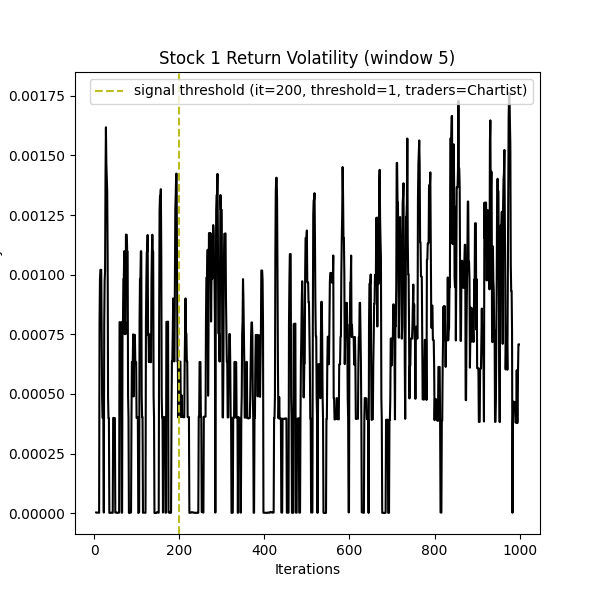 Stock 1 Return Volatility (window 5)
signal threshold (it=200, threshold=1, traders=Chartist)
0.00175
0.00150
0.00125
0.00100
0.00075
0.00050
0.00025
0.00000
0 200 400 600 800 1000
Iterations